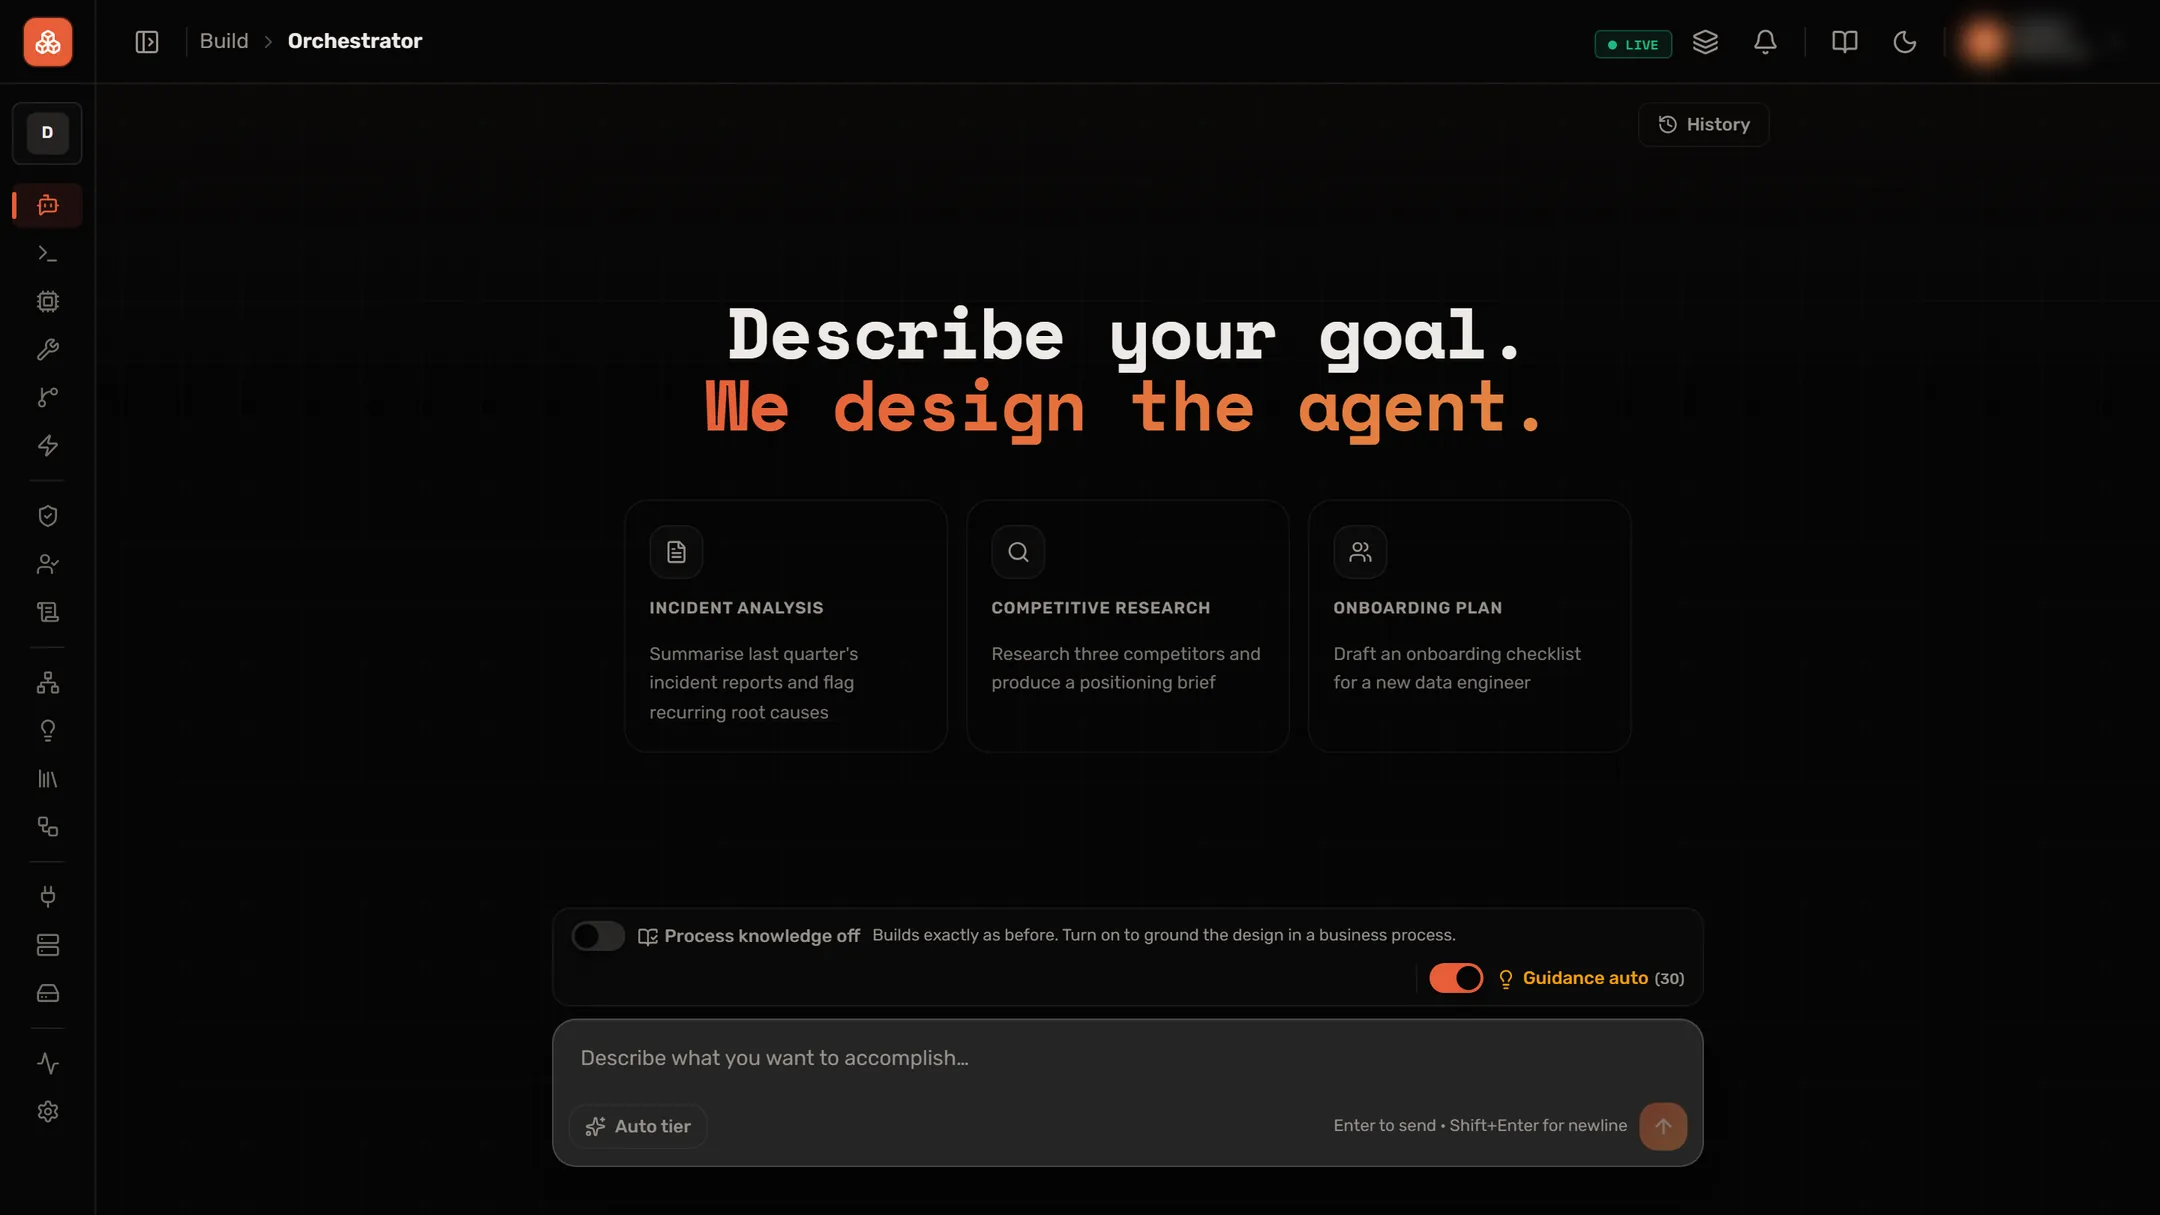 Build > Orchestrator
LIVE
D
History
Describe your goal.
We design the agent.
INCIDENT ANALYSIS
Summarise last quarter's
incident reports and flag
recurring root causes
COMPETITIVE RESEARCH
Research three competitors and
produce a positioning brief
ONBOARDING PLAN
Draft an onboarding checklist
for a new data engineer
Process knowledge off Builds exactly as before. Turn on to ground the design in a business process.
Guidance auto (30)
Describe what you want to accomplish…
Auto tier
Enter to send • Shift+Enter for newline